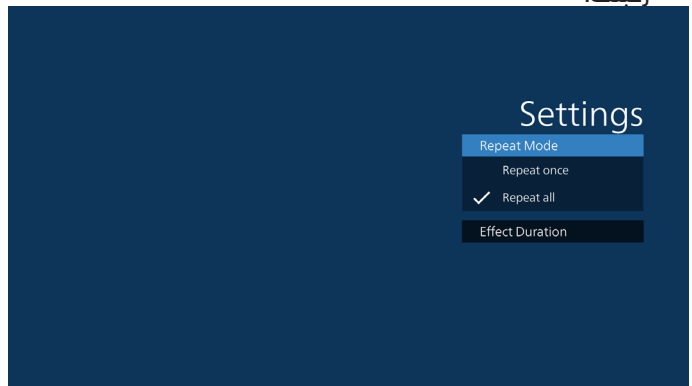 Settings
Repeat Mode
Repeat once
Repeat all
Effect Duration